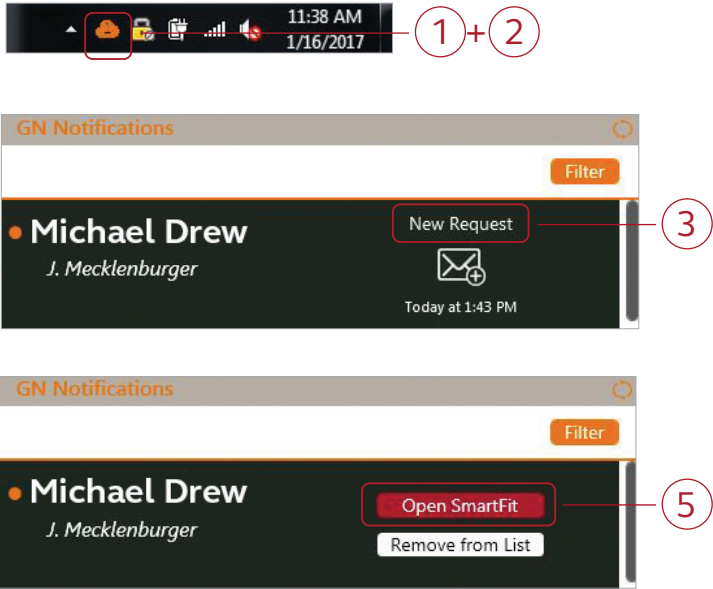 11:38 AM
1/16/2017
1+2
GN Notifications
Filter
Michael Drew
New Request
3
J. Mecklenburger
Today at 1:43 PM
GN Notifications
Filter
Michael Drew
Open SmartFit
5
J. Mecklenburger
Remove from List